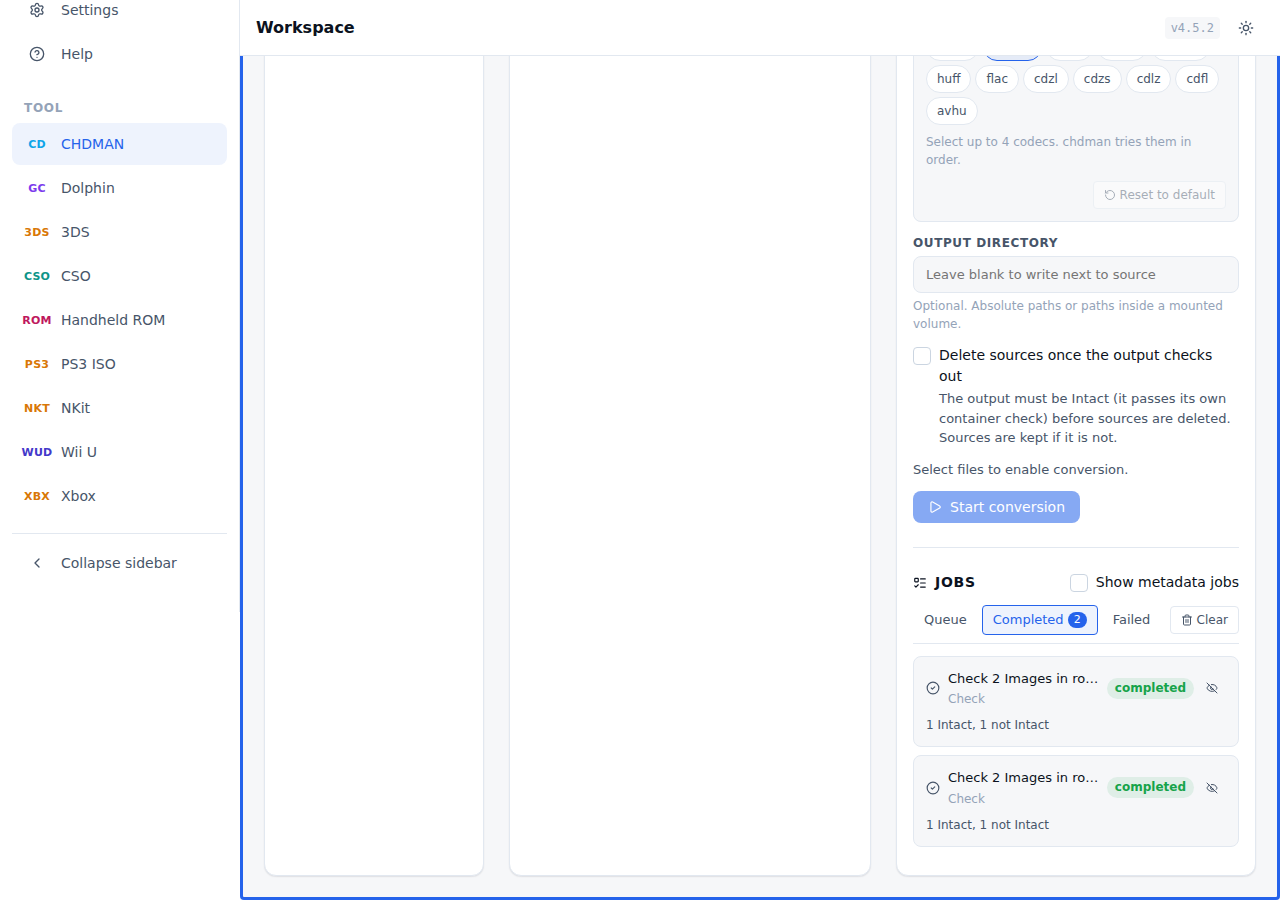 Settings
Help
TOOL
CD CHDMAN
GC Dolphin
3DS 3DS
CSO CSO
ROM Handheld ROM
PS3 PS3 ISO
NKT NKit
WUD Wii U
XBX Xbox
Collapse sidebar
Workspace
v4.5.2
huff flac cdzl cdzs cdlz cdfl
avhu
Select up to 4 codecs. chdman tries them in
order.
Reset to default
OUTPUT DIRECTORY
Leave blank to write next to source
Optional. Absolute paths or paths inside a mounted
volume.
Delete sources once the output checks
out
The output must be Intact (it passes its own
container check) before sources are deleted.
Sources are kept if it is not.
Select files to enable conversion.
Start conversion
JOBS Show metadata jobs
Queue Completed 2 Failed Clear
Check 2 Images in ro... completed
Check
1 Intact, 1 not Intact
Check 2 Images in ro... completed
Check
1 Intact, 1 not Intact